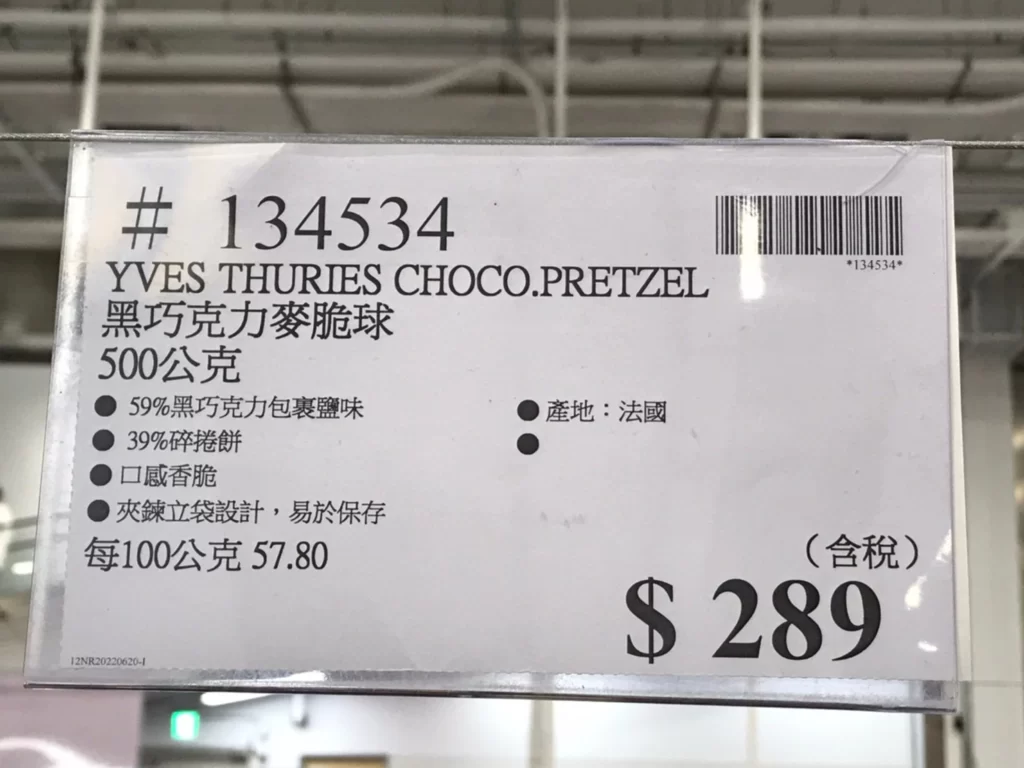 # 134534
*134534*
YVES THURIES CHOCO.PRETZEL
黑巧克力麥脆球
500公克
● 59%黑巧克力包裹鹽味
● 39%碎捲餅
● 口感香脆
● 夾鍊立袋設計，易於保存
● 產地：法國
●
每100公克 57.80
（含稅）
$ 289
12NR20220620-1